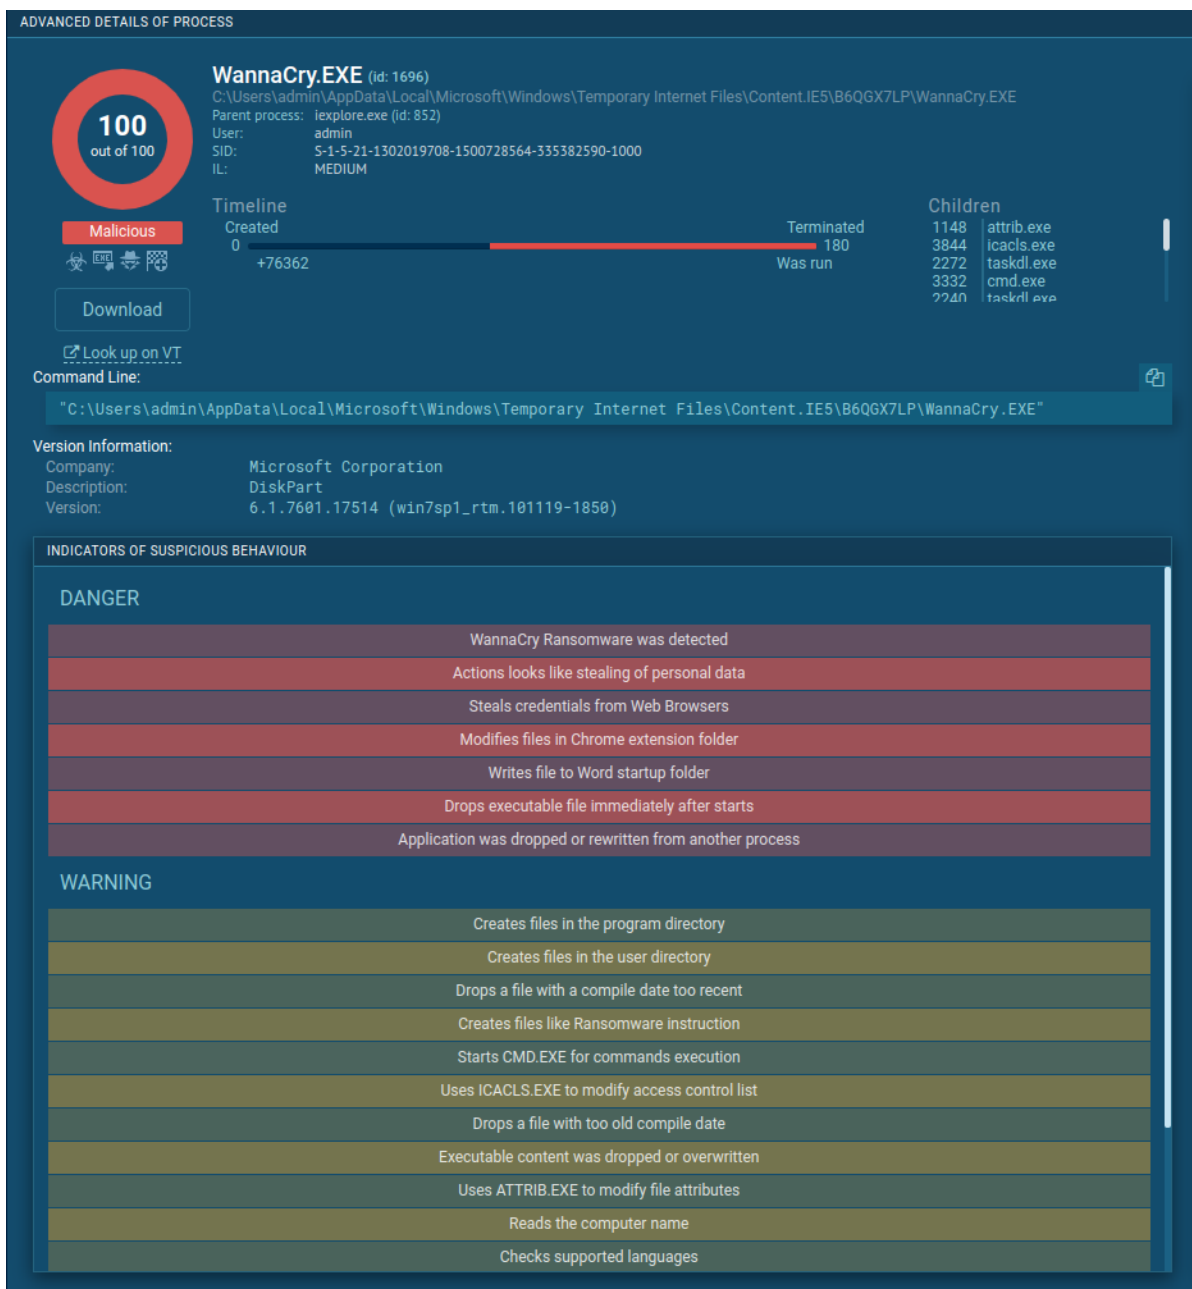 ADVANCED DETAILS OF PROCESS
100
out of 100
Malicious
EXE
Download
Look up on VT
WannaCry.EXE (id: 1696)
C:\Users\admin\AppData\Local\Microsoft\Windows\Temporary Internet Files\Content.IE5\B6QGX7LP\WannaCry.EXE
Parent process: iexplore.exe (id: 852)
User: admin
SID: S-1-5-21-1302019708-1500728564-335382590-1000
IL: MEDIUM
Timeline
Created Terminated
0 180
+76362 Was run
Children
1148 attrib.exe
3844 icacls.exe
2272 taskdl.exe
3332 cmd.exe
2240 taskdl.exe
Command Line:
"C:\Users\admin\AppData\Local\Microsoft\Windows\Temporary Internet Files\Content.IE5\B6QGX7LP\WannaCry.EXE"
Version Information:
Company: Microsoft Corporation
Description: DiskPart
Version: 6.1.7601.17514 (win7sp1_rtm.101119-1850)
INDICATORS OF SUSPICIOUS BEHAVIOUR
DANGER
WannaCry Ransomware was detected
Actions looks like stealing of personal data
Steals credentials from Web Browsers
Modifies files in Chrome extension folder
Writes file to Word startup folder
Drops executable file immediately after starts
Application was dropped or rewritten from another process
WARNING
Creates files in the program directory
Creates files in the user directory
Drops a file with a compile date too recent
Creates files like Ransomware instruction
Starts CMD.EXE for commands execution
Uses ICACLS.EXE to modify access control list
Drops a file with too old compile date
Executable content was dropped or overwritten
Uses ATTRIB.EXE to modify file attributes
Reads the computer name
Checks supported languages